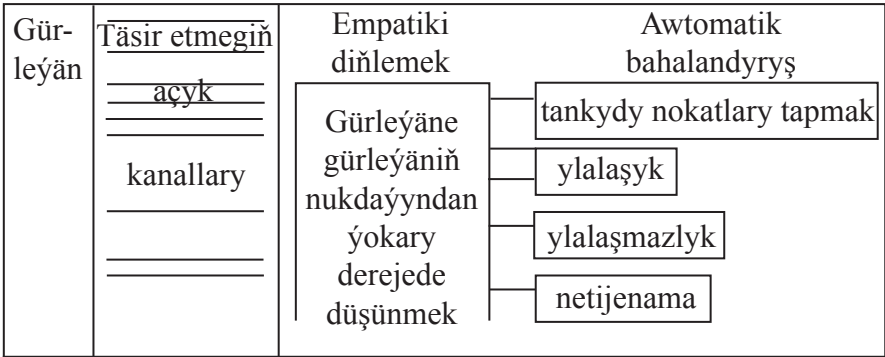 Gür-
leýän
Täsir etmegiň
açyk
kanallary
Empatiki
diňlemek
Gürleýäne
gürleýäniň
nukdaýyndan
ýokary
derejede
düşünmek
Awtomatik
bahalandyryş
tankydy nokatlary tapmak
ylalaşyk
ylalaşmazlyk
netijenama